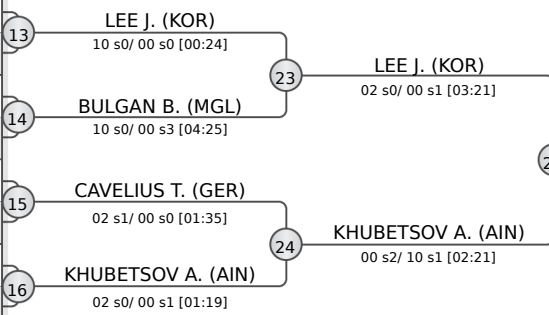 13
LEE J. (KOR)
10 s0/ 00 s0 [00:24]
23
LEE J. (KOR)
02 s0/ 00 s1 [03:21]
14
BULGAN B. (MGL)
10 s0/ 00 s3 [04:25]
15
CAVELIUS T. (GER)
02 s1/ 00 s0 [01:35]
24
KHUBETSOV A. (AIN)
00 s2/ 10 s1 [02:21]
16
KHUBETSOV A. (AIN)
02 s0/ 00 s1 [01:19]